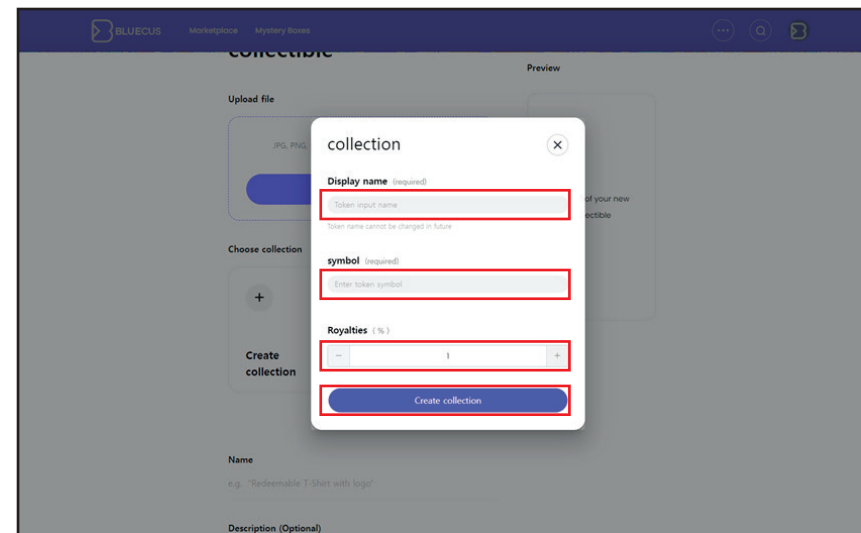 BLUECUS Marketplace Mystery Boxes
collectible
Preview
Upload file
JPG, PNG,
of your new
ectible
Choose collection
+
Create
collection
collection
Display name (required)
Token input name
Token name cannot be changed in future
symbol (required)
Enter token symbol
Royalties ( % )
− 1 +
Create collection
Name
e.g. "Redeemable T-Shirt with logo"
Description (Optional)